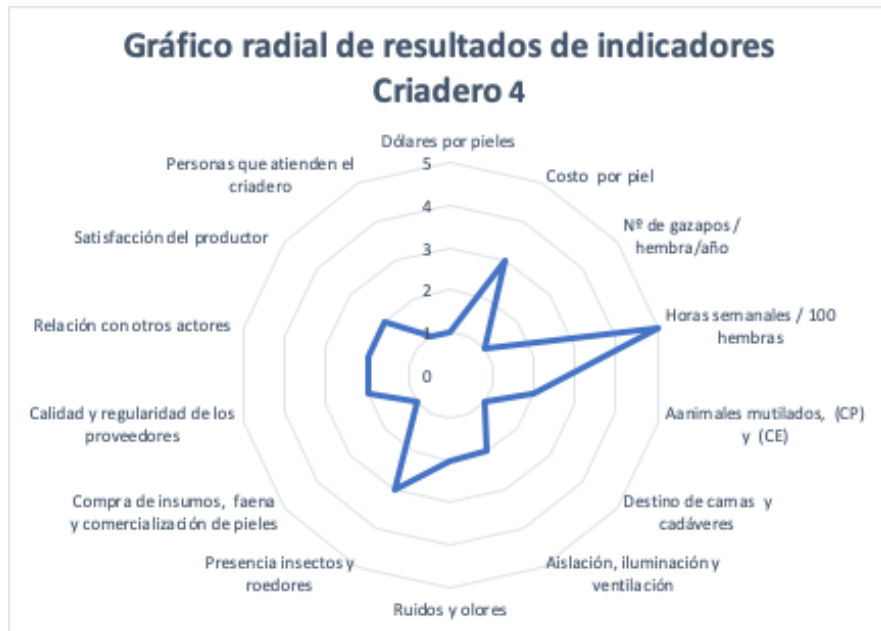 Gráfico radial de resultados de indicadores
Criadero 4
Dólares por pieles
Costo por piel
Nº de gazapos /
hembra/año
Horas semanales / 100
hembras
Aanimales mutilados, (CP)
y (CE)
Destino de camas y
cadáveres
Aislación, iluminación y
ventilación
Ruidos y olores
Presencia insectos y
roedores
Compra de insumos, faena
y comercialización de pieles
Calidad y regularidad de los
proveedores
Relación con otros actores
Satisfacción del productor
Personas que atienden el
criadero
5
4
3
2
1
0